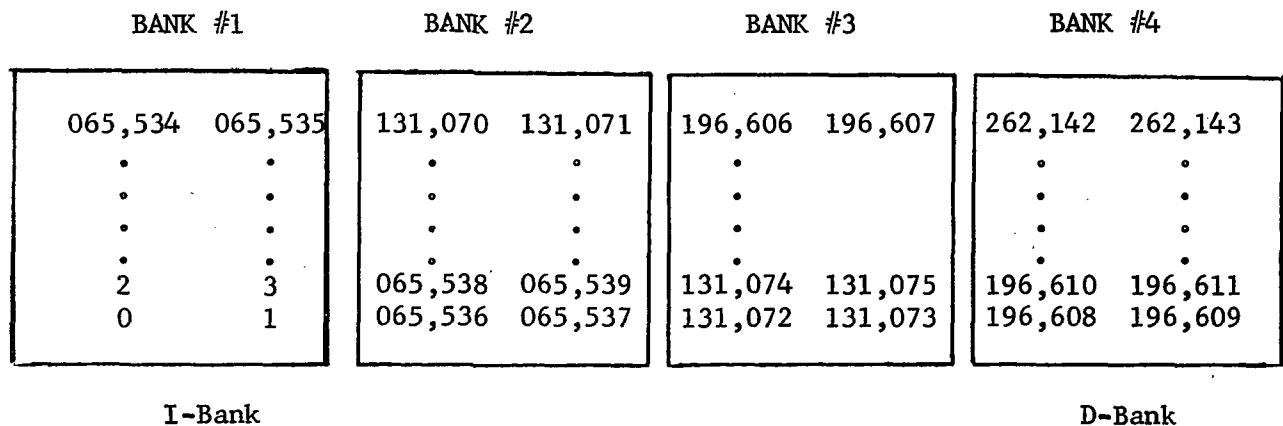 BANK #1 BANK #2 BANK #3 BANK #4
065,534 065,535 131,070 131,071 196,606 196,607 262,142 262,143
2 3 065,538 065,539 131,074 131,075 196,610 196,611
0 1 065,536 065,537 131,072 131,073 196,608 196,609
I-Bank D-Bank